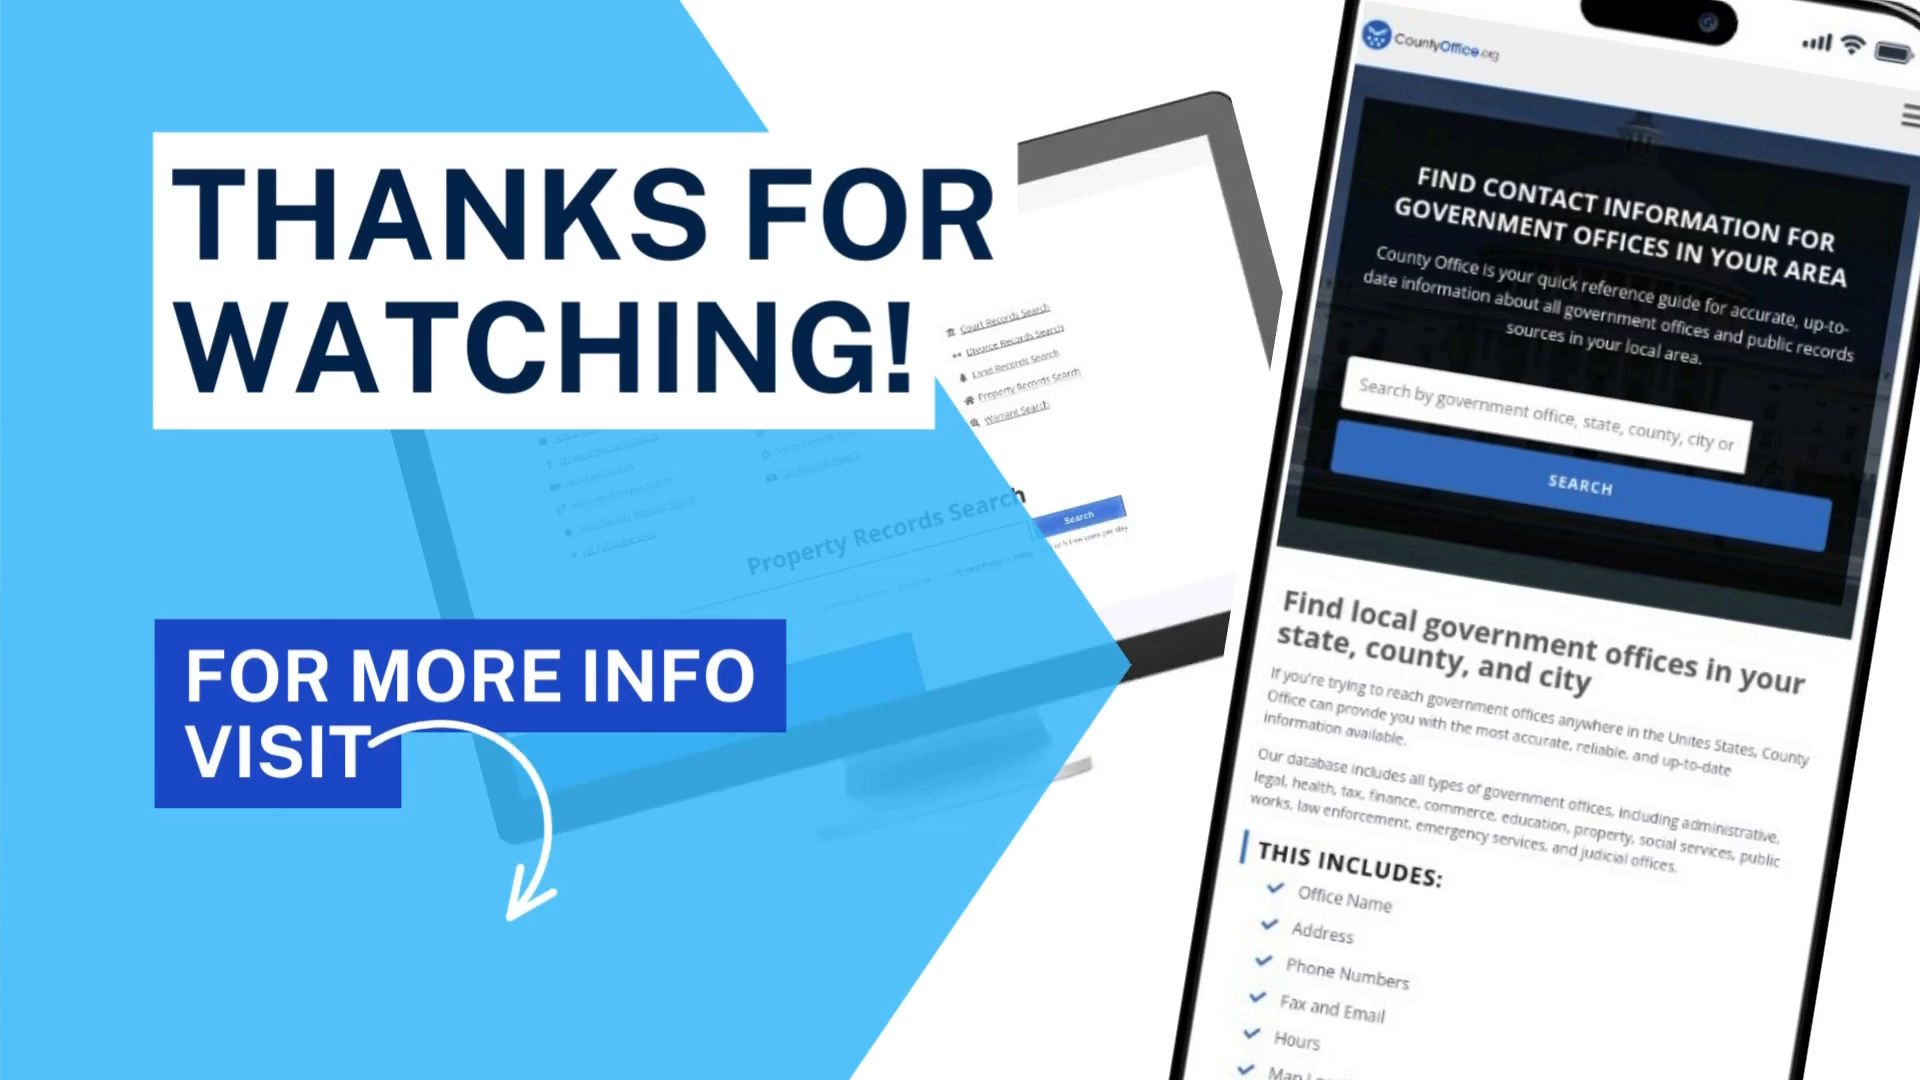 THANKS FOR
WATCHING!
FOR MORE INFO
VISIT
Court Records Search
Divorce Records Search
Land Records Search
Property Records Search
Warrant Search
Property Records Search
Search
CountyOffice.org
FIND CONTACT INFORMATION FOR
GOVERNMENT OFFICES IN YOUR AREA
County Office is your quick reference guide for accurate, up-to-
date information about all government offices and public records
sources in your local area.
Search by government office, state, county, city or
SEARCH
Find local government offices in your
state, county, and city
If you're trying to reach government offices anywhere in the Unites States, County
Office can provide you with the most accurate, reliable, and up-to-date
information available.
Our database includes all types of government offices, including administrative,
legal, health, tax, finance, commerce, education, property, social services, public
works, law enforcement, emergency services, and judicial offices.
THIS INCLUDES:
Office Name
Address
Phone Numbers
Fax and Email
Hours